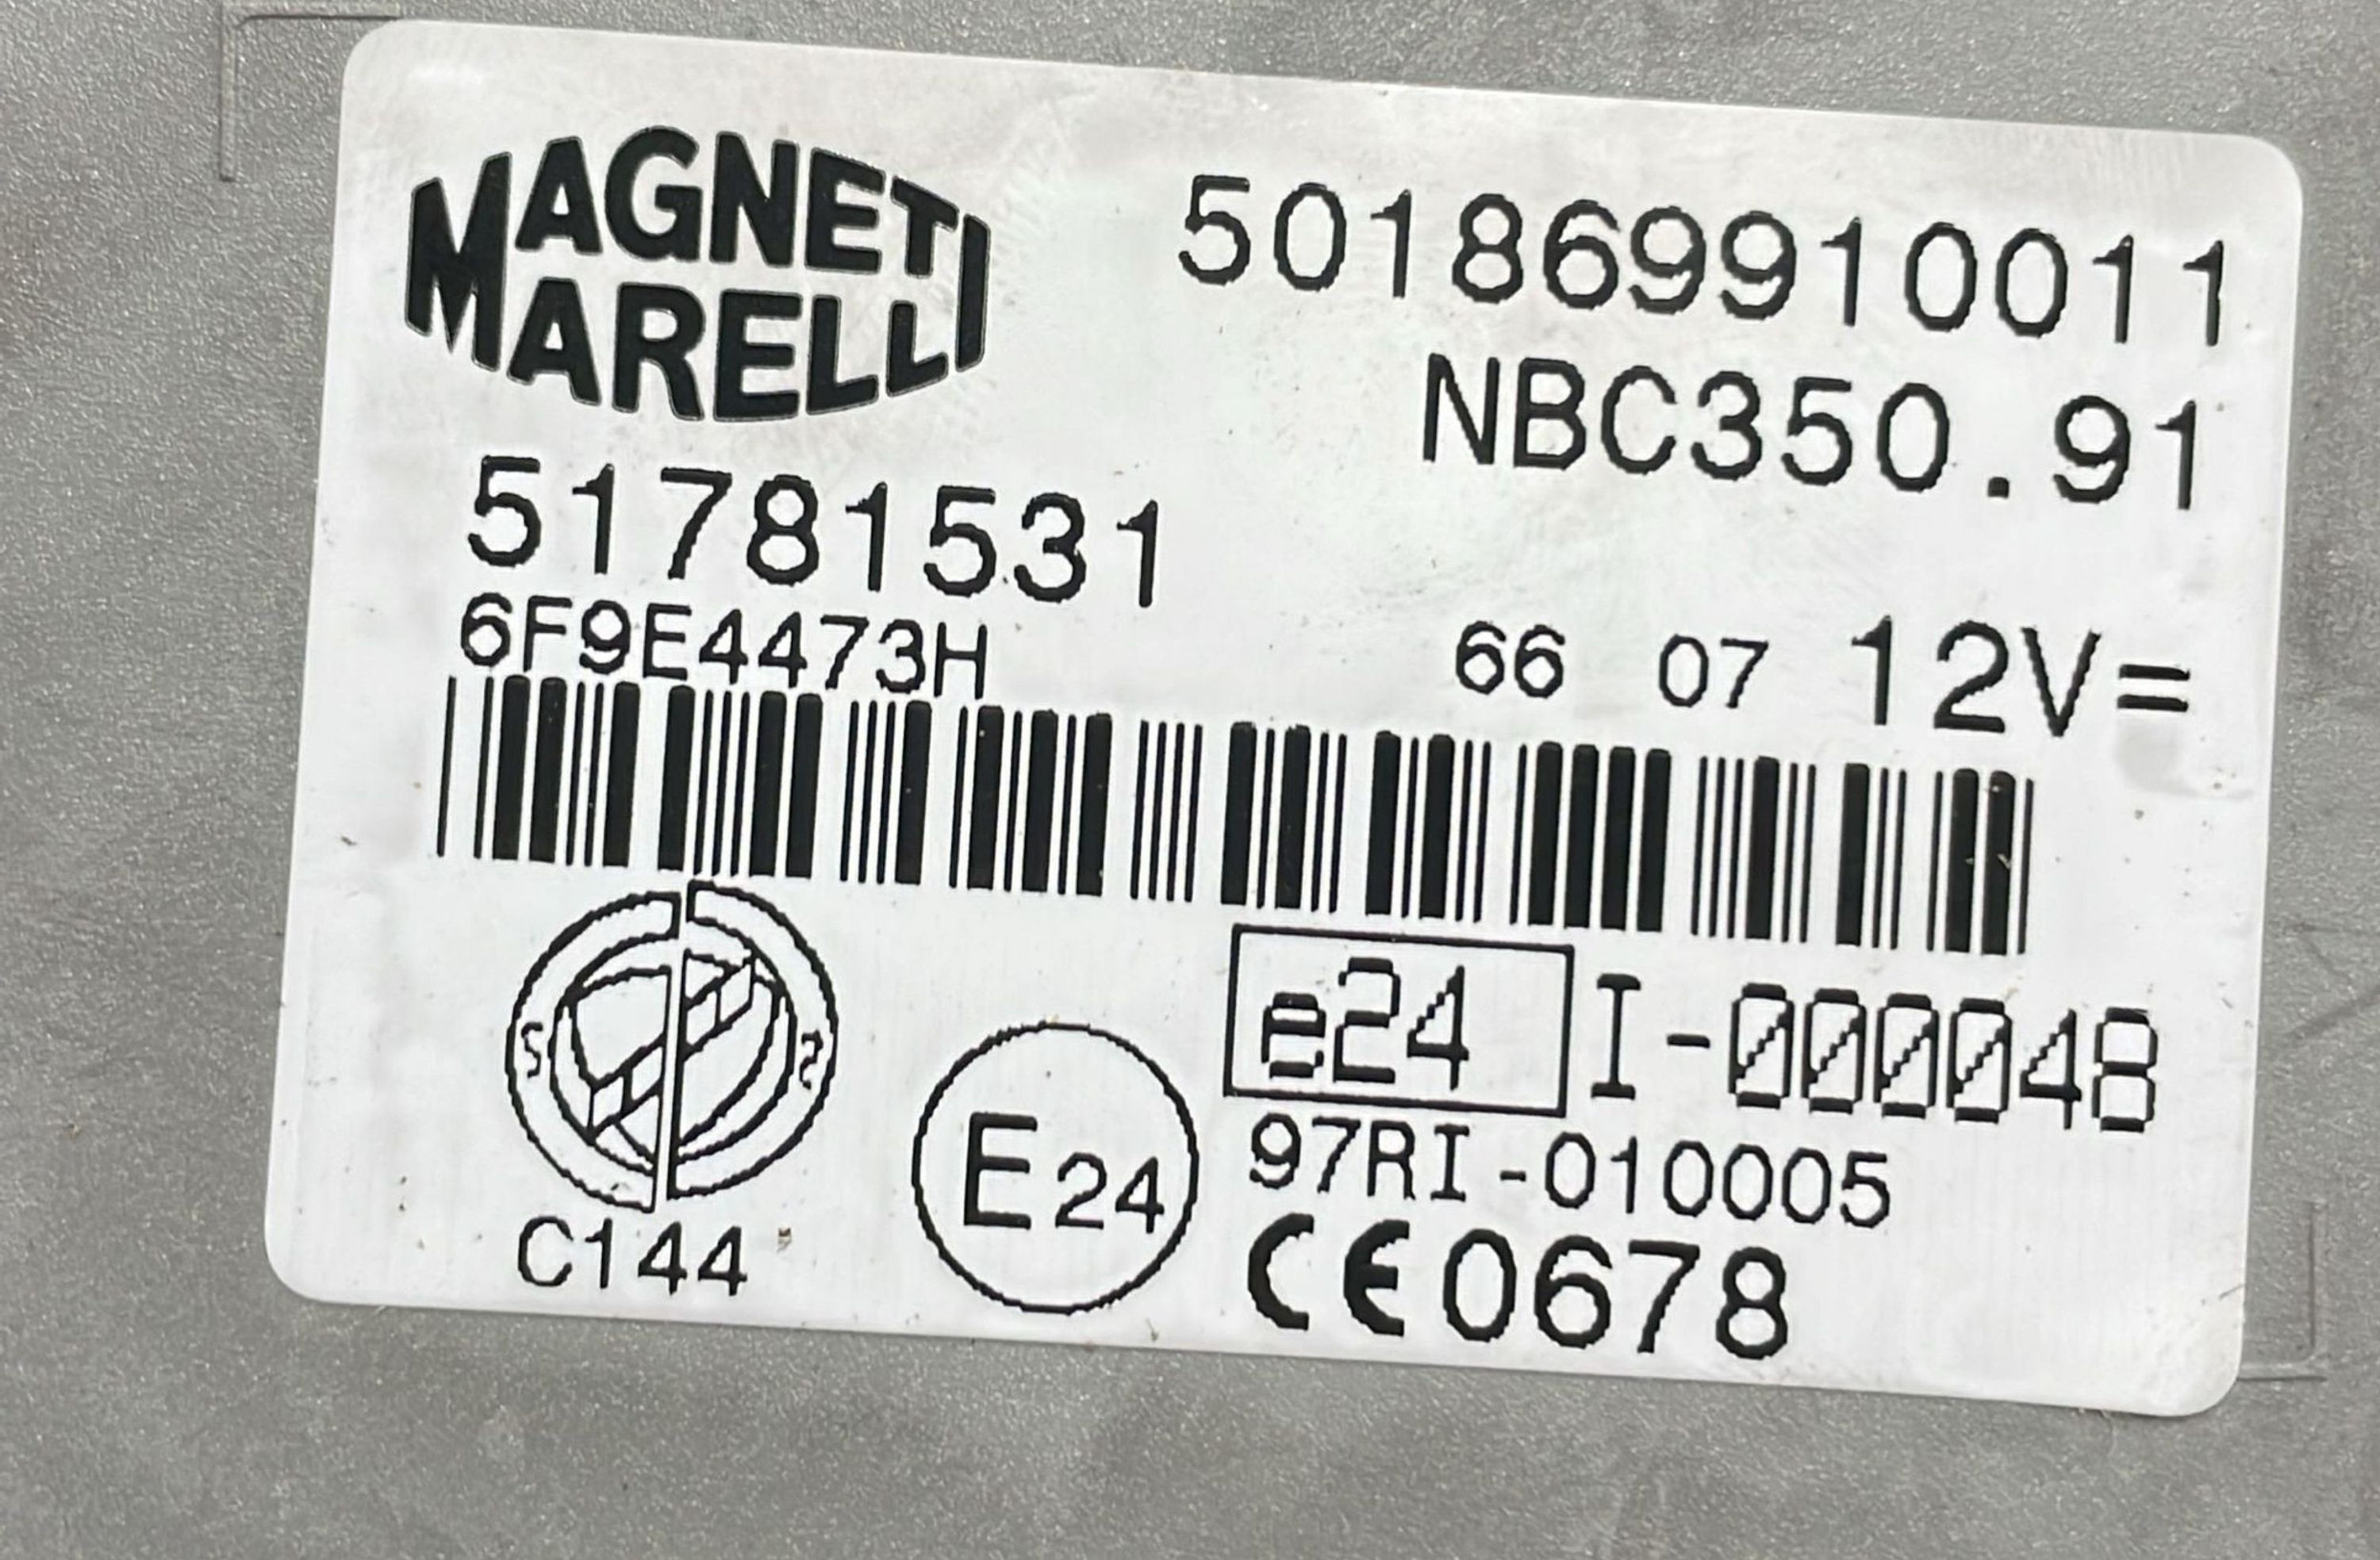 MAGNETI
MARELLI
501869910011
NBC350.91
51781531
6F9E4473H
66 07 12V=
e24 I-000048
97RI-010005
E24
C144
CE0678